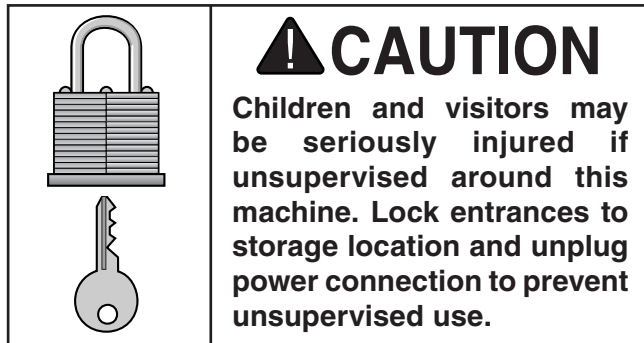 CAUTION
Children and visitors may
be seriously injured if
unsupervised around this
machine. Lock entrances to
storage location and unplug
power connection to prevent
unsupervised use.